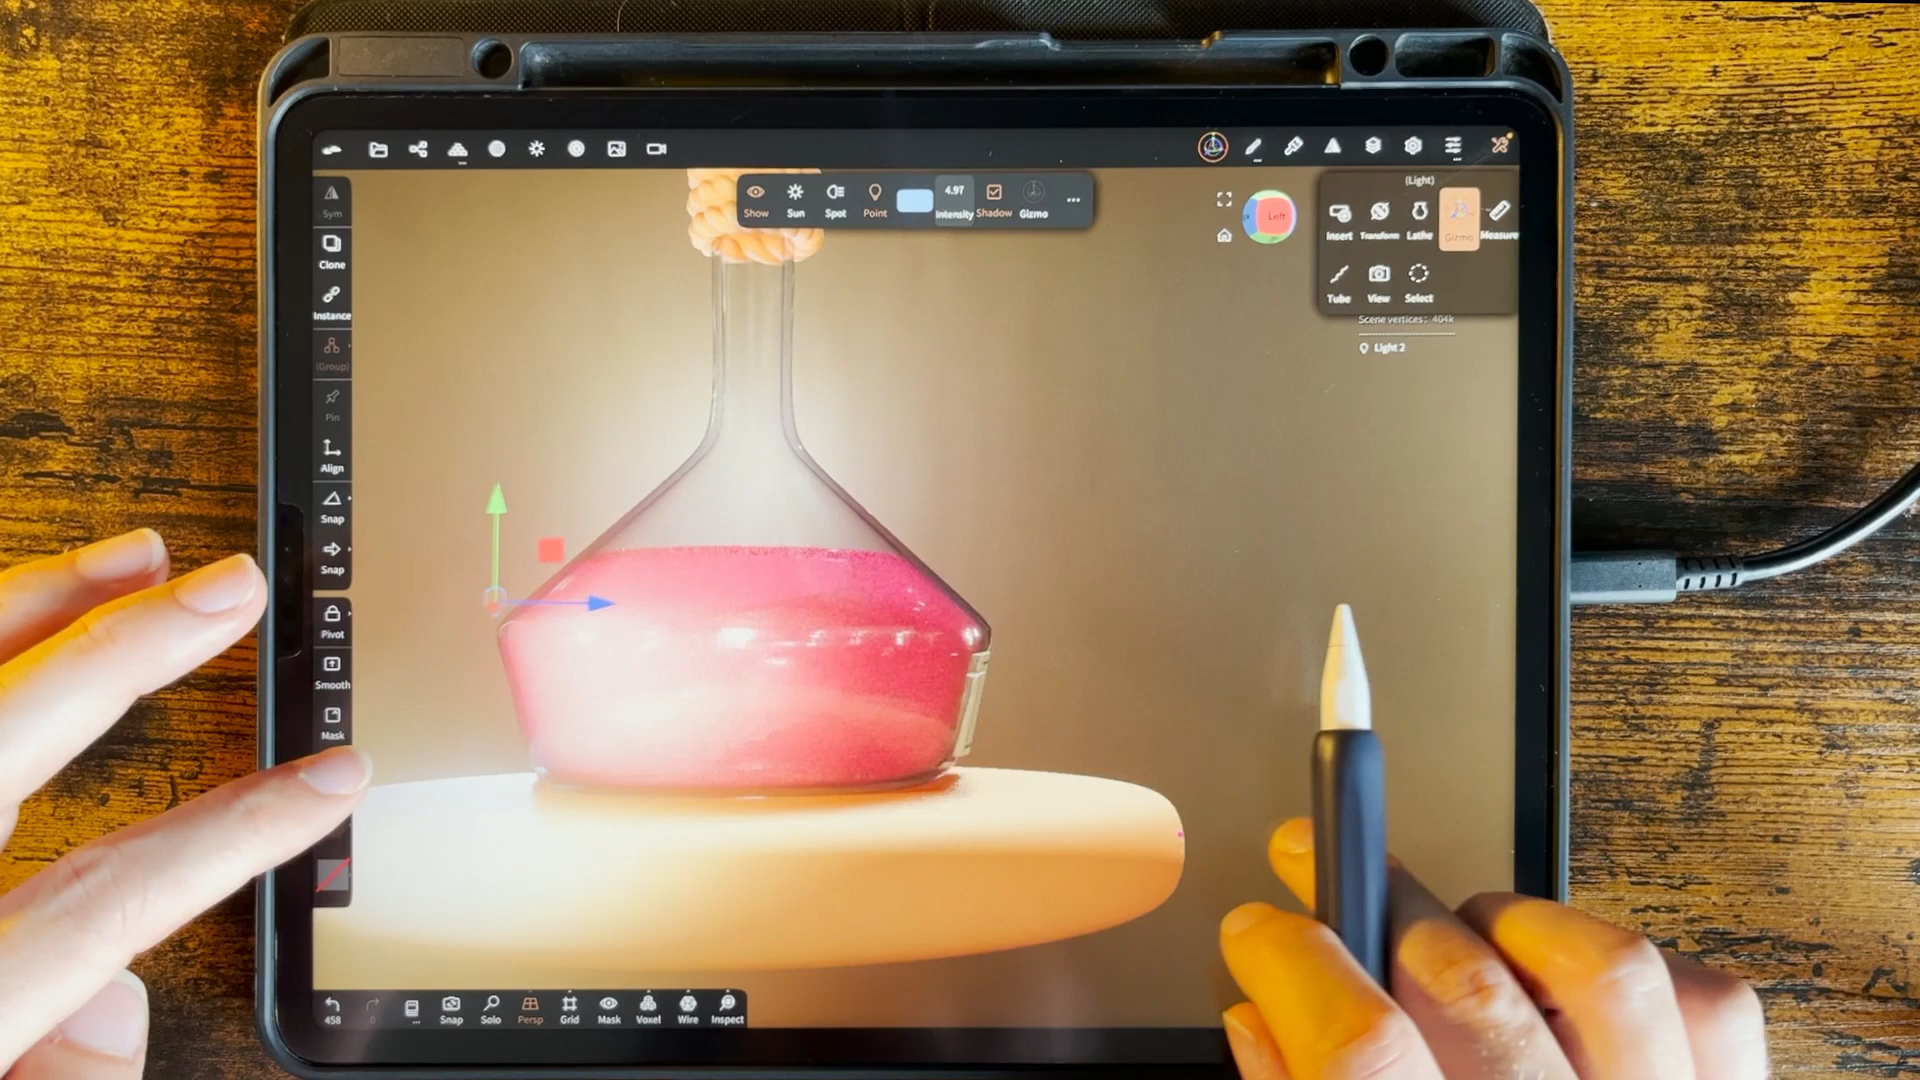 Show Sun Spot Point 4.97 Intensity Shadow Gizmo ...
Left
(Light)
Insert Transform Lathe Gizmo Measure
Tube View Select
Scene vertices: 404k
Light 2
Sym
Clone
Instance
(Group)
Pin
Align
Snap
Snap
Pivot
Smooth
Mask
458 0 Snap Solo Persp Grid Mask Voxel Wire Inspect